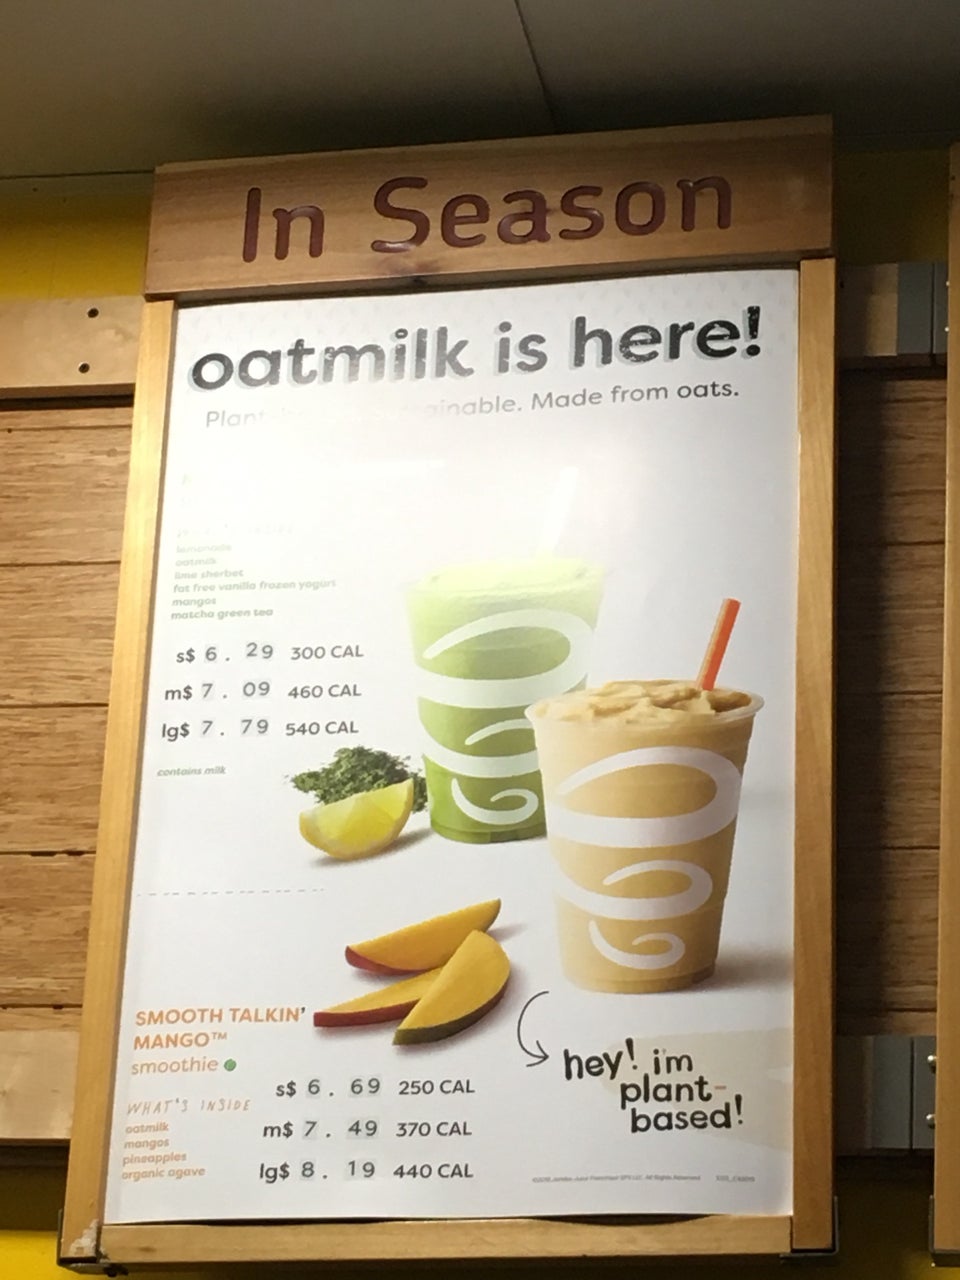 In Season
oatmilk is here!
Made from oats.
lemonade
oatmilk
lime sherbet
fat free vanilla frozen yogurt
mangos
matcha green tea
s$ 6 . 29 300 CAL
m$ 7 . 09 460 CAL
lg$ 7 . 79 540 CAL
contains milk
SMOOTH TALKIN'
MANGO™
smoothie
WHAT'S INSIDE
oatmilk
mangos
pineapples
organic agave
s$ 6 . 69 250 CAL
m$ 7 . 49 370 CAL
lg$ 8 . 19 440 CAL
hey! i'm
plant-
based!
All Rights Reserved